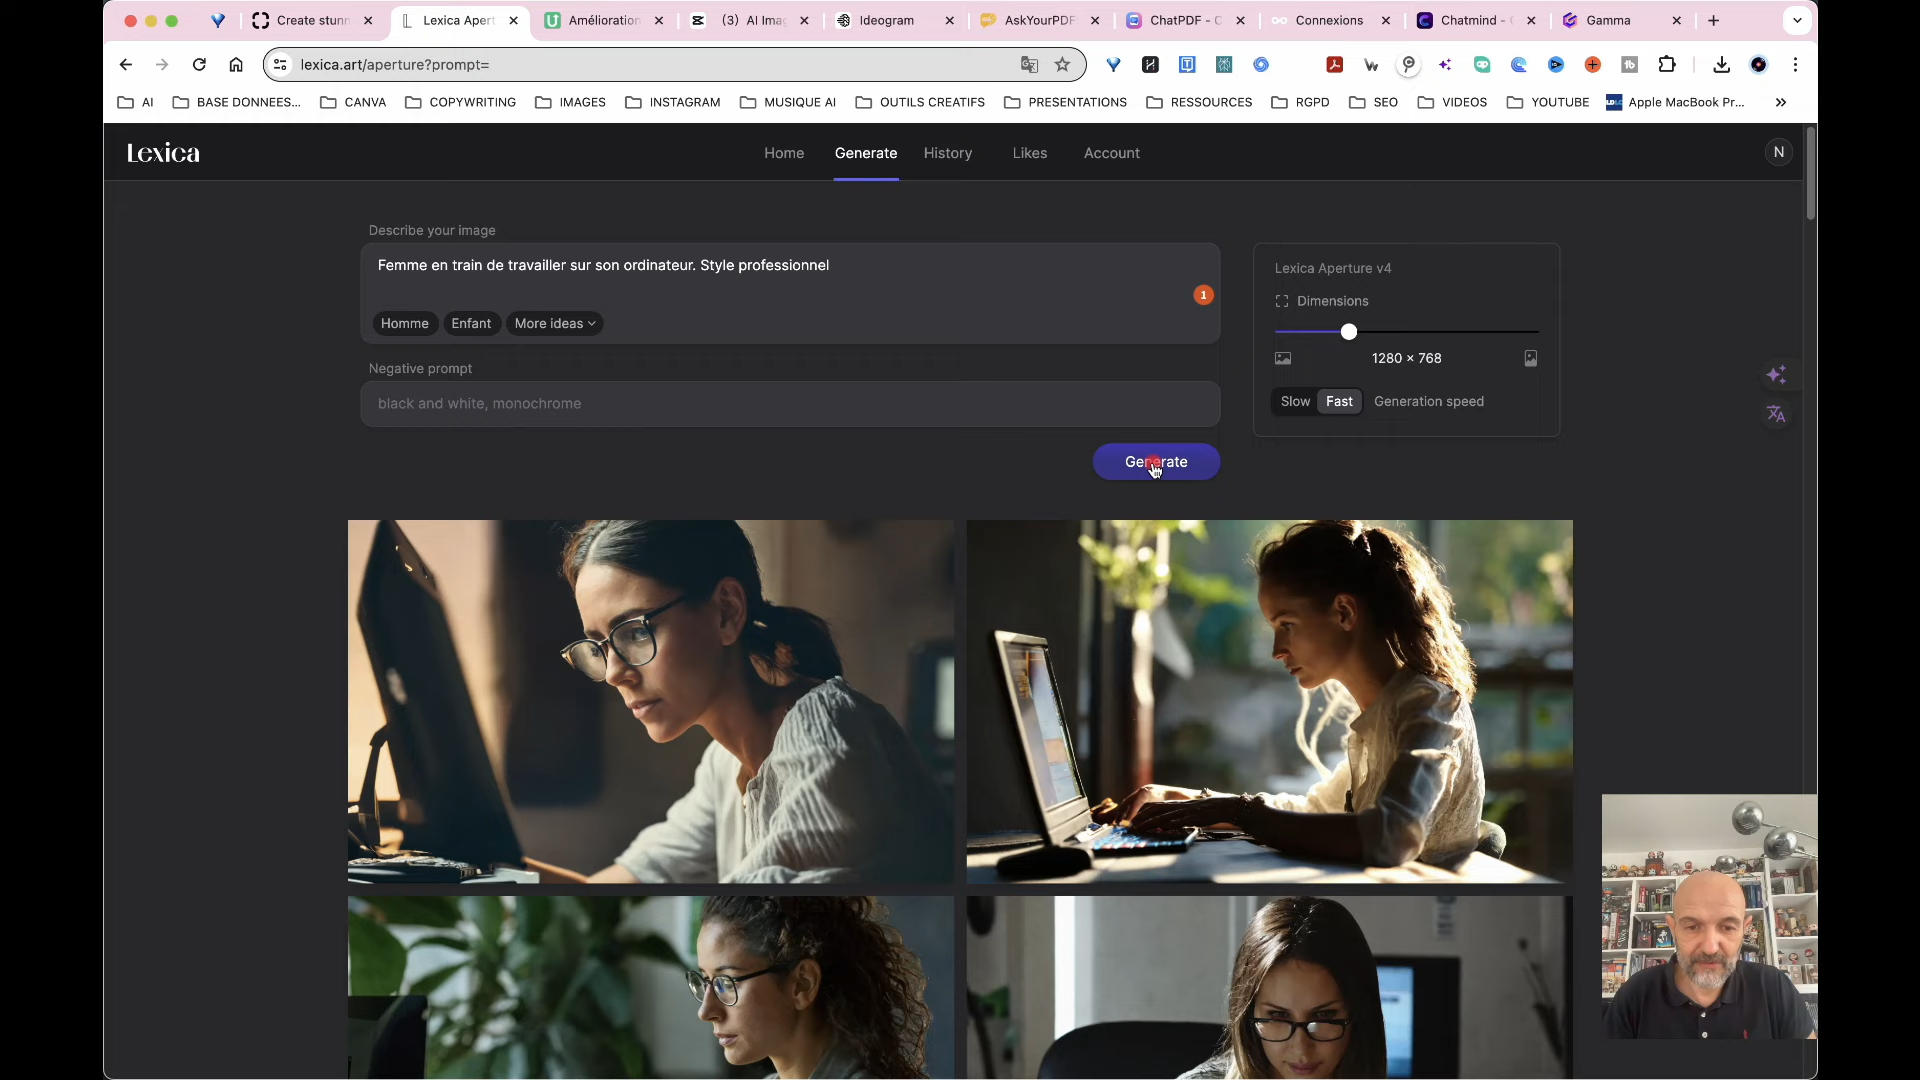 Create stunn
Lexica Apert
Amélioration
(3) AI Imag
Ideogram
AskYourPDF
ChatPDF - C
Connexions
Chatmind -
Gamma
lexica.art/aperture?prompt=
AI
BASE DONNEES...
CANVA
COPYWRITING
IMAGES
INSTAGRAM
MUSIQUE AI
OUTILS CREATIFS
PRESENTATIONS
RESSOURCES
RGPD
SEO
VIDEOS
YOUTUBE
Apple MacBook Pr...
Lexica
Home
Generate
History
Likes
Account
N
Describe your image
Femme en train de travailler sur son ordinateur. Style professionnel
1
Homme
Enfant
More ideas
Negative prompt
black and white, monochrome
Lexica Aperture v4
Dimensions
1280 × 768
Slow
Fast
Generation speed
Generate